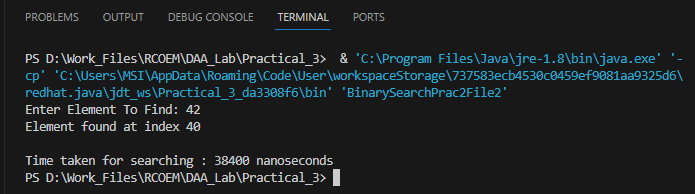 PROBLEMS OUTPUT DEBUG CONSOLE TERMINAL PORTS
PS D:\Work_Files\RCOEM\DAA_Lab\Practical_3>  & 'C:\Program Files\Java\jre-1.8\bin\java.exe' '-
cp' 'C:\Users\MSI\AppData\Roaming\Code\User\workspaceStorage\737583ecb4530c0459ef9081aa9325d6\
redhat.java\jdt_ws\Practical_3_da3308f6\bin' 'BinarySearchPrac2File2'
Enter Element To Find: 42
Element found at index 40
Time taken for searching : 38400 nanoseconds
PS D:\Work_Files\RCOEM\DAA_Lab\Practical_3>